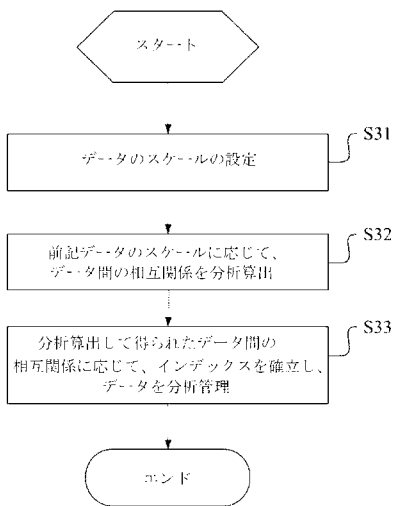 スタート
データのスケールの設定
S31
前記データのスケールに応じて、
データ間の相互関係を分析算出
S32
分析算出して得られたデータ間の
相互関係に応じて、インデックスを確立し、
データを分析管理
S33
エンド